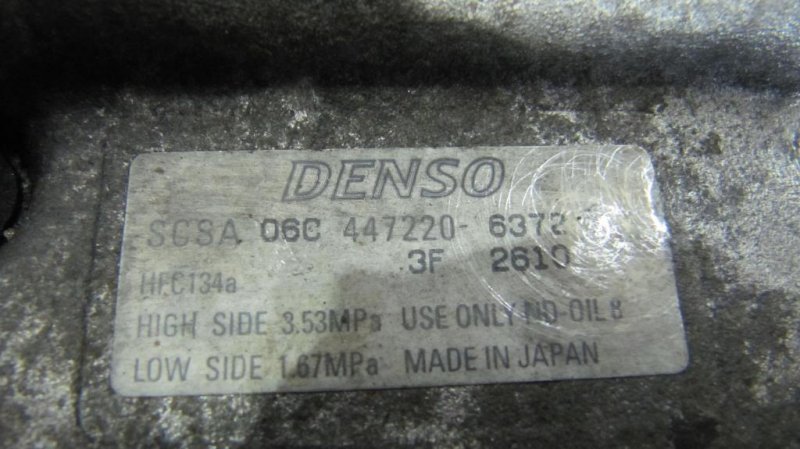 DENSO
SCSA 06C 447220- 6372
3F 2610
HFC134a
HIGH SIDE 3.53MPa USE ONLY ND-OIL 8
LOW SIDE 1.67MPa MADE IN JAPAN